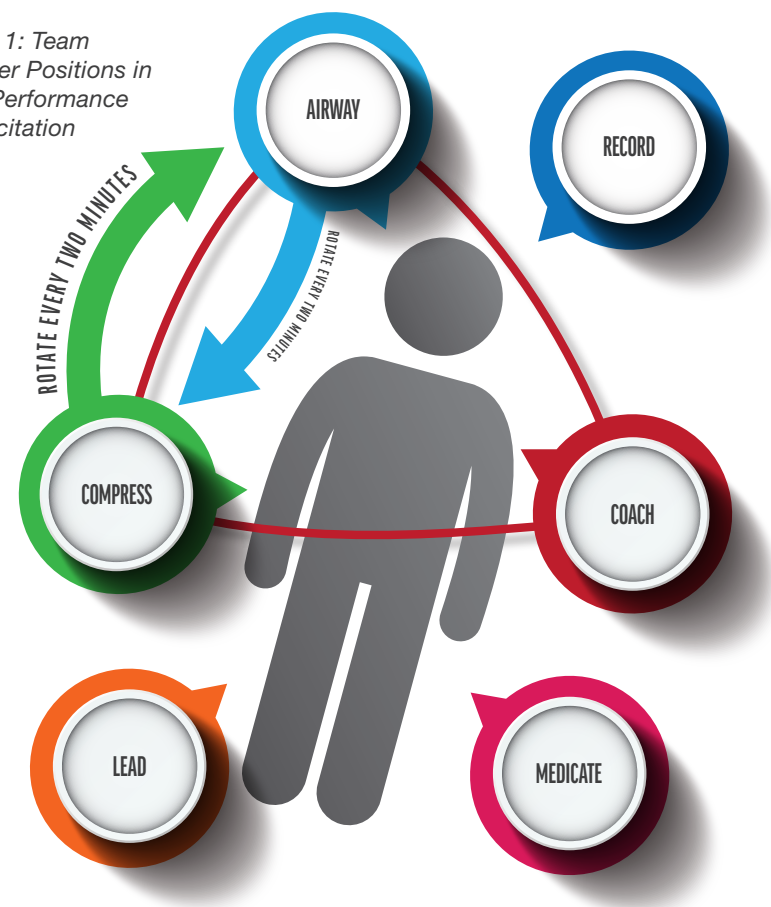 1: Team
er Positions in
Performance
citation
AIRWAY
RECORD
ROTATE EVERY TWO MINUTES
ROTATE EVERY TWO MINUTES
COMPRESS
COACH
LEAD
MEDICATE